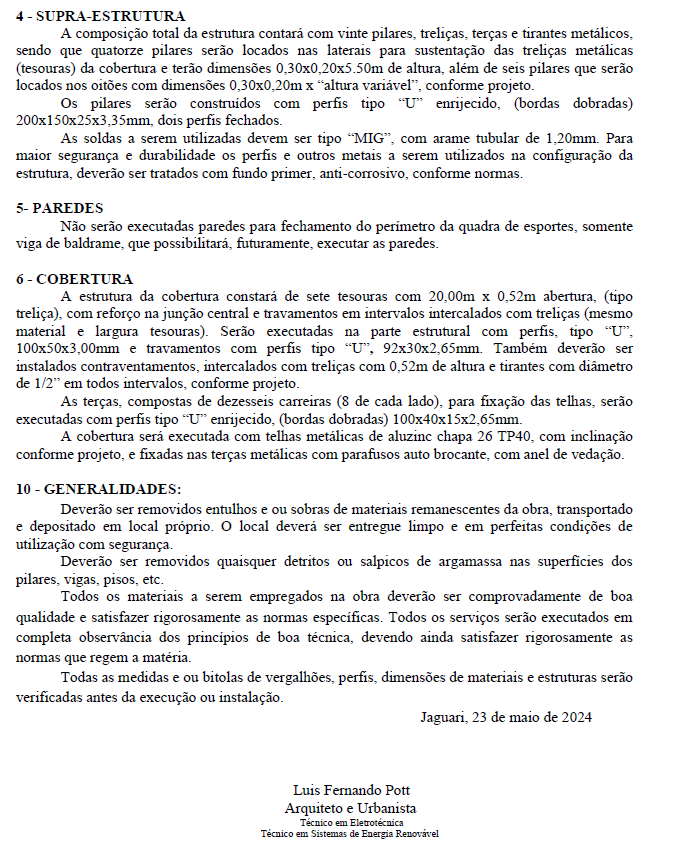 4 - SUPRA-ESTRUTURA
A composição total da estrutura contará com vinte pilares, treliças, terças e tirantes metálicos,
sendo que quatorze pilares serão locados nas laterais para sustentação das treliças metálicas
(tesouras) da cobertura e terão dimensões 0,30x0,20x5.50m de altura, além de seis pilares que serão
locados nos oitões com dimensões 0,30x0,20m x “altura variável”, conforme projeto.
Os pilares serão construídos com perfis tipo “U” enrijecido, (bordas dobradas)
200x150x25x3,35mm, dois perfis fechados.
As soldas a serem utilizadas devem ser tipo “MIG”, com arame tubular de 1,20mm. Para
maior segurança e durabilidade os perfis e outros metais a serem utilizados na configuração da
estrutura, deverão ser tratados com fundo primer, anti-corrosivo, conforme normas.
5- PAREDES
Não serão executadas paredes para fechamento do perímetro da quadra de esportes, somente
viga de baldrame, que possibilitará, futuramente, executar as paredes.
6 - COBERTURA
A estrutura da cobertura constará de sete tesouras com 20,00m x 0,52m abertura, (tipo
treliça), com reforço na junção central e travamentos em intervalos intercalados com treliças (mesmo
material e largura tesouras). Serão executadas na parte estrutural com perfis, tipo “U”,
100x50x3,00mm e travamentos com perfis tipo “U”, 92x30x2,65mm. Também deverão ser
instalados contraventamentos, intercalados com treliças com 0,52m de altura e tirantes com diâmetro
de 1/2” em todos intervalos, conforme projeto.
As terças, compostas de dezesseis carreiras (8 de cada lado), para fixação das telhas, serão
executadas com perfis tipo “U” enrijecido, (bordas dobradas) 100x40x15x2,65mm.
A cobertura será executada com telhas metálicas de aluzinc chapa 26 TP40, com inclinação
conforme projeto, e fixadas nas terças metálicas com parafusos auto brocante, com anel de vedação.
10 - GENERALIDADES:
Deverão ser removidos entulhos e ou sobras de materiais remanescentes da obra, transportado
e depositado em local próprio. O local deverá ser entregue limpo e em perfeitas condições de
utilização com segurança.
Deverão ser removidos quaisquer detritos ou salpicos de argamassa nas superfícies dos
pilares, vigas, pisos, etc.
Todos os materiais a serem empregados na obra deverão ser comprovadamente de boa
qualidade e satisfazer rigorosamente as normas específicas. Todos os serviços serão executados em
completa observância dos princípios de boa técnica, devendo ainda satisfazer rigorosamente as
normas que regem a matéria.
Todas as medidas e ou bitolas de vergalhões, perfis, dimensões de materiais e estruturas serão
verificadas antes da execução ou instalação.
Jaguari, 23 de maio de 2024
Luis Fernando Pott
Arquiteto e Urbanista
Técnico em Eletrotécnica
Técnico em Sistemas de Energia Renovável